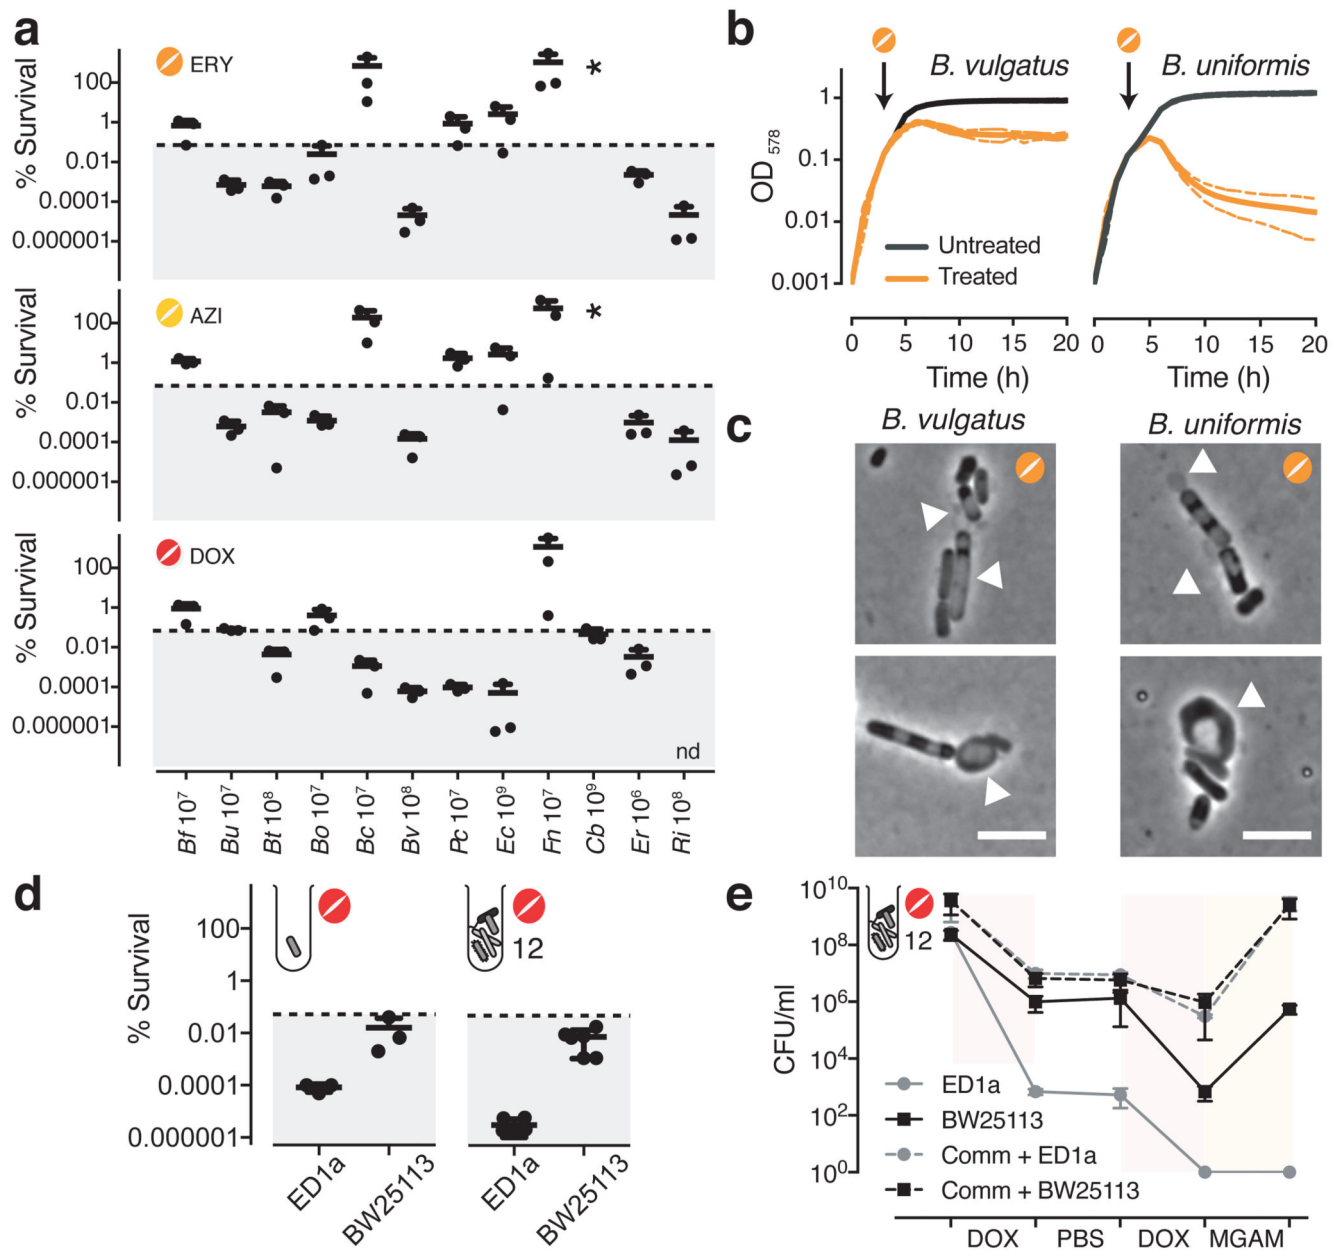 a
ERY
% Survival
100
1
0.01
0.0001
0.000001
*
AZI
% Survival
100
1
0.01
0.0001
0.000001
*
DOX
% Survival
100
1
0.01
0.0001
0.000001
nd
Bf 10⁷
Bu 10⁷
Bt 10⁸
Bo 10⁷
Bc 10⁷
Bv 10⁸
Pc 10⁷
Ec 10⁹
Fn 10⁷
Cb 10⁹
Er 10⁶
Ri 10⁸
b
B. vulgatus
B. uniformis
OD 578
1
0.1
0.01
0.001
Untreated
Treated
0 5 10 15 20
0 5 10 15 20
Time (h)
Time (h)
c
B. vulgatus
B. uniformis
d
% Survival
100
1
0.01
0.0001
0.000001
12
ED1a
BW25113
ED1a
BW25113
e
CFU/ml
10¹⁰
10⁸
10⁶
10⁴
10²
10⁰
12
ED1a
BW25113
Comm + ED1a
Comm + BW25113
DOX PBS DOX MGAM